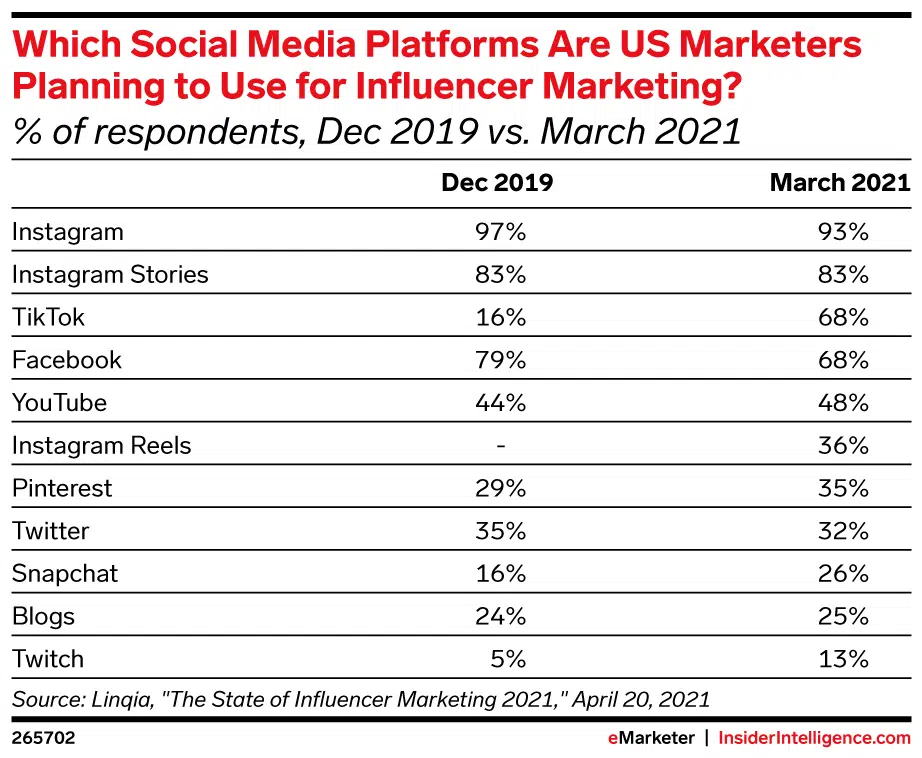 Which Social Media Platforms Are US Marketers
Planning to Use for Influencer Marketing?
% of respondents, Dec 2019 vs. March 2021
Dec 2019 March 2021
Instagram 97% 93%
Instagram Stories 83% 83%
TikTok 16% 68%
Facebook 79% 68%
YouTube 44% 48%
Instagram Reels - 36%
Pinterest 29% 35%
Twitter 35% 32%
Snapchat 16% 26%
Blogs 24% 25%
Twitch 5% 13%
Source: Linqia, "The State of Influencer Marketing 2021," April 20, 2021
265702 eMarketer | InsiderIntelligence.com